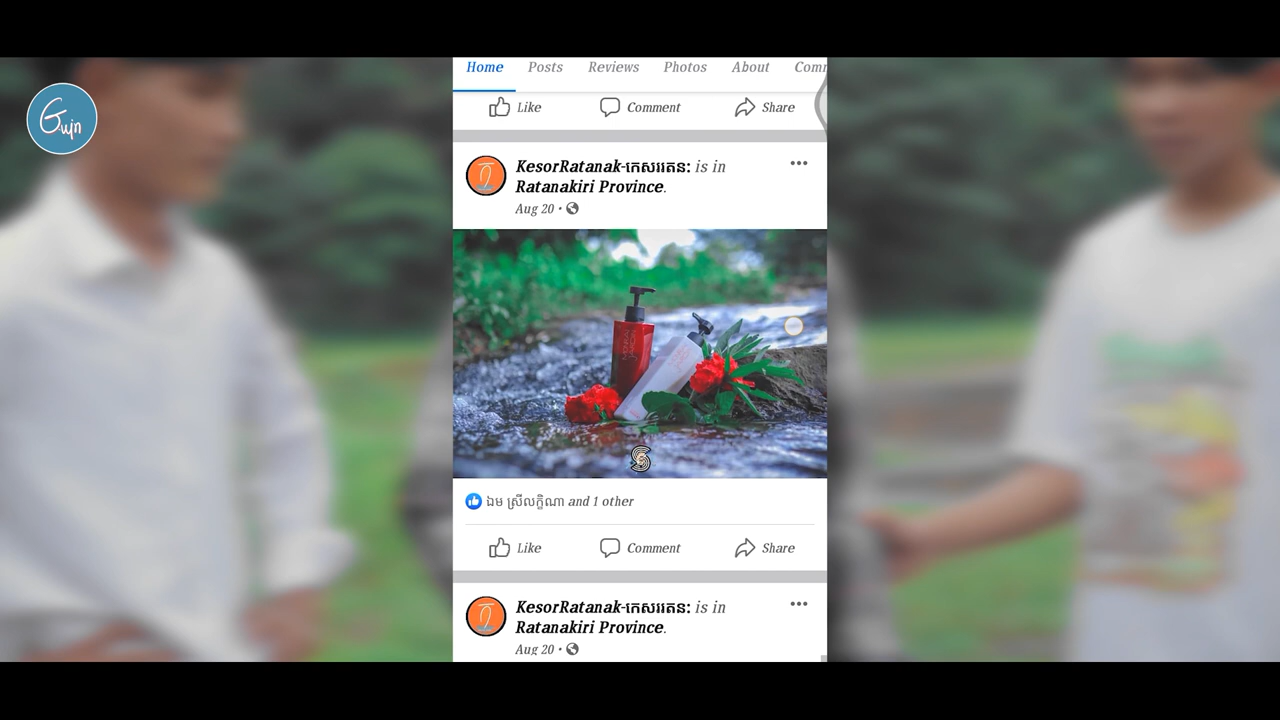 Gwjn
Home Posts Reviews Photos About
Like Comment Share
KesorRatanak-កេសររតនៈ is in
Ratanakiri Province.
Aug 20 •
ឯម ស្រីលក្ខិណា and 1 other
Like Comment Share
KesorRatanak-កេសររតនៈ is in
Ratanakiri Province.
Aug 20 •